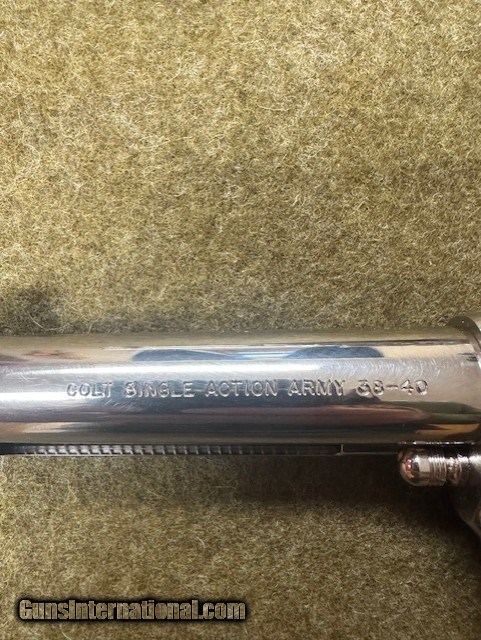 COLT SINGLE ACTION ARMY 38-40
GunsInternational.com